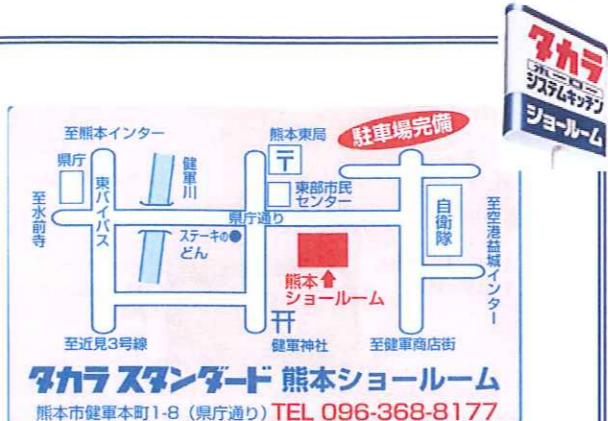 タカラ
ホーロー
システムキッチン
ショールーム
至熊本インター
熊本東局
駐車場完備
県庁
〒
健軍川
東バイパス
東部市民
センター
至水前寺
県庁通り
自衛隊
至空港益城インター
ステーキの
どん
熊本
ショールーム
至近見3号線
健軍神社
至健軍商店街
タカラ スタンダード 熊本ショールーム
熊本市健軍本町1-8（県庁通り）TEL 096-368-8177